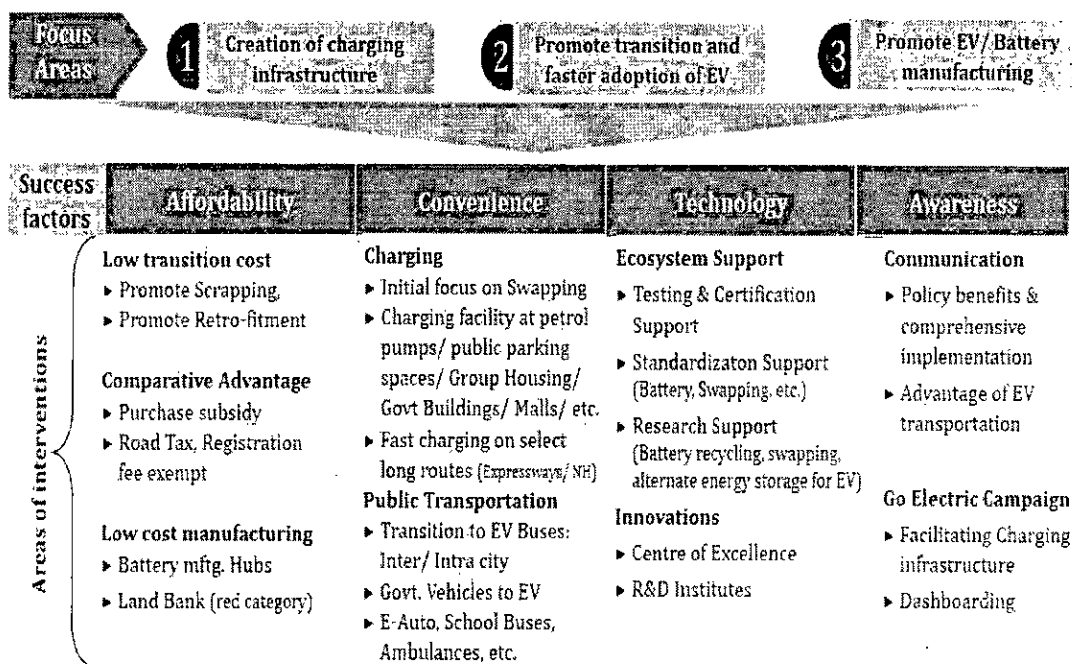 Focus
Areas
1
Creation of charging
infrastructure
2
Promote transition and
faster adoption of EV
3
Promote EV/ Battery
manufacturing
Success
factors
Affordability
Convenience
Technology
Awareness
Areas of interventions
Low transition cost
▸ Promote Scrapping,
▸ Promote Retro-fitment
Comparative Advantage
▸ Purchase subsidy
▸ Road Tax, Registration
fee exempt
Low cost manufacturing
▸ Battery mftg. Hubs
▸ Land Bank (red category)
Charging
▸ Initial focus on Swapping
▸ Charging facility at petrol
pumps/ public parking
spaces/ Group Housing/
Govt Buildings/ Malls/ etc.
▸ Fast charging on select
long routes (Expressways/ NH)
Public Transportation
▸ Transition to EV Buses:
Inter/ Intra city
▸ Govt. Vehicles to EV
▸ E-Auto, School Buses,
Ambulances, etc.
Ecosystem Support
▸ Testing & Certification
Support
▸ Standardizaton Support
(Battery, Swapping, etc.)
▸ Research Support
(Battery recycling, swapping,
alternate energy storage for EV)
Innovations
▸ Centre of Excellence
▸ R&D Institutes
Communication
▸ Policy benefits &
comprehensive
implementation
▸ Advantage of EV
transportation
Go Electric Campaign
▸ Facilitating Charging
infrastructure
▸ Dashboarding